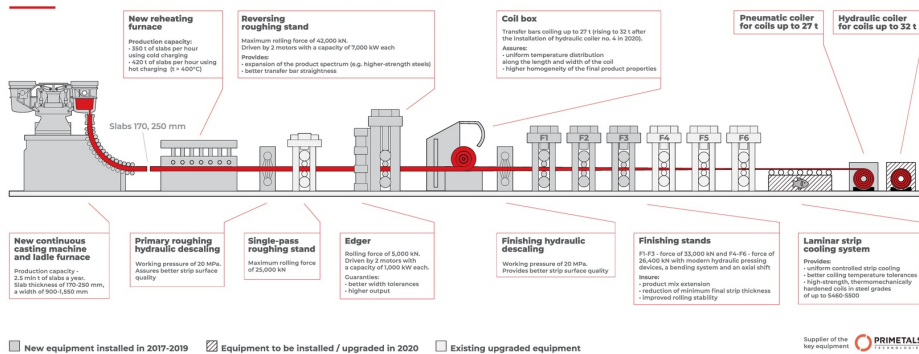 New reheating
furnace
Production capacity:
• 350 t of slabs per hour
using cold charging
• 420 t of slabs per hour using
hot charging (t > 400°C)
Reversing
roughing stand
Maximum rolling force of 42,000 kN.
Driven by 2 motors with a capacity of 7,000 kW each
Provides:
• expansion of the product spectrum (e.g. higher-strength steels)
• better transfer bar straightness
Coil box
Transfer bars coiling up to 27 t (rising to 32 t after
the installation of hydraulic coiler no. 4 in 2020).
Assures:
• uniform temperature distribution
along the length and width of the coil
• higher homogeneity of the final product properties
Pneumatic coiler
for coils up to 27 t
Hydraulic coiler
for coils up to 32 t
Slabs 170, 250 mm
F1
F2
F3
F4
F5
F6
New continuous
casting machine
and ladle furnace
Production capacity -
2.5 mln t of slabs a year.
Slab thickness of 170-250 mm,
a width of 900-1,550 mm
Primary roughing
hydraulic descaling
Working pressure of 20 MPa.
Assures better strip surface
quality
Single-pass
roughing stand
Maximum rolling force of
25,000 kN
Edger
Rolling force of 5,000 kN.
Driven by 2 motors with
a capacity of 1,000 kW each.
Guaranties:
• better width tolerances
• higher output
Finishing hydraulic
descaling
Working pressure of 20 MPa.
Provides better strip surface quality
Finishing stands
F1-F3 - force of 33,000 kN and F4-F6 - force of
26,400 kN with modern hydraulic pressing
devices, a bending system and an axial shift
Insure:
• product mix extension
• reduction of minimum final strip thickness
• improved rolling stability
Laminar strip
cooling system
Provides:
• uniform controlled strip cooling
• better coiling temperature tolerances
• high-strength, thermomechanically
hardened coils in steel grades
of up to S460-S500
New equipment installed in 2017-2019
Equipment to be installed / upgraded in 2020
Existing upgraded equipment
Supplier of the
key equipment
PRIMETALS
TECHNOLOGIES